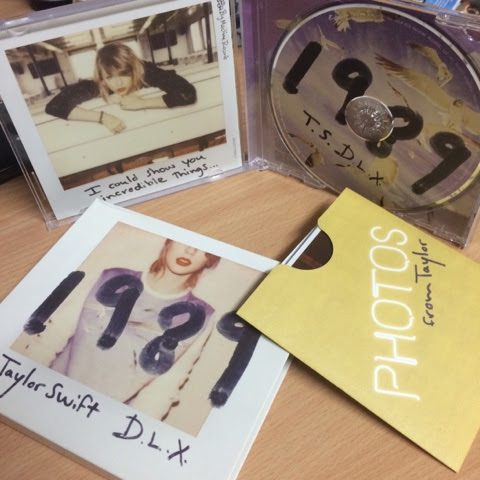 I could show you
incredible things...
1989
T.S. D.L.X.
1989
Taylor Swift D.L.X.
PHOTOS
from Taylor